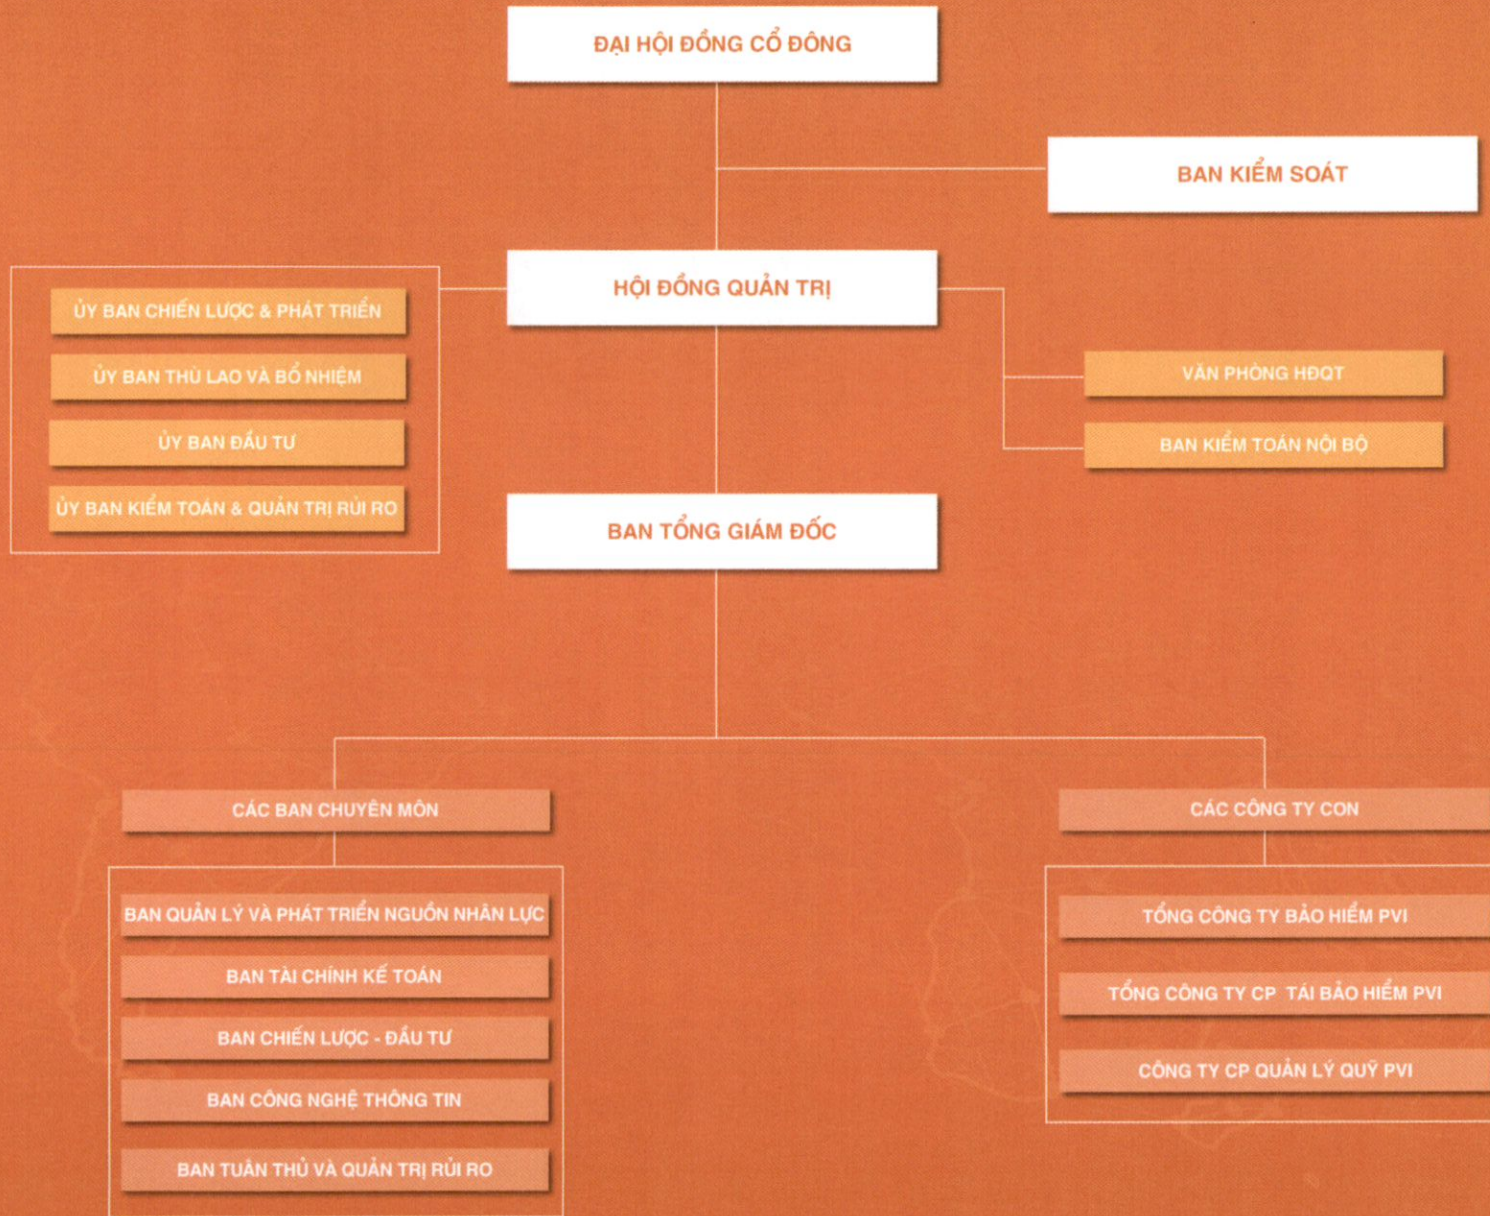 ĐẠI HỘI ĐỒNG CỔ ĐÔNG
BAN KIỂM SOÁT
HỘI ĐỒNG QUẢN TRỊ
ỦY BAN CHIẾN LƯỢC & PHÁT TRIỂN
ỦY BAN THÙ LAO VÀ BỔ NHIỆM
ỦY BAN ĐẦU TƯ
ỦY BAN KIỂM TOÁN & QUẢN TRỊ RỦI RO
VĂN PHÒNG HĐQT
BAN KIỂM TOÁN NỘI BỘ
BAN TỔNG GIÁM ĐỐC
CÁC BAN CHUYÊN MÔN
BAN QUẢN LÝ VÀ PHÁT TRIỂN NGUỒN NHÂN LỰC
BAN TÀI CHÍNH KẾ TOÁN
BAN CHIẾN LƯỢC - ĐẦU TƯ
BAN CÔNG NGHỆ THÔNG TIN
BAN TUÂN THỦ VÀ QUẢN TRỊ RỦI RO
CÁC CÔNG TY CON
TỔNG CÔNG TY BẢO HIỂM PVI
TỔNG CÔNG TY CP TÁI BẢO HIỂM PVI
CÔNG TY CP QUẢN LÝ QUỸ PVI